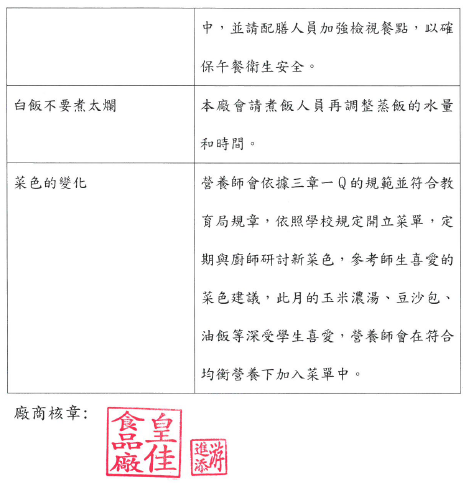 中，並請配膳人員加強檢視餐點，以確
保午餐衛生安全。
白飯不要煮太爛
本廠會請煮飯人員再調整蒸飯的水量
和時間。
菜色的變化
營養師會依據三章一Q的規範並符合教
育局規章，依照學校規定開立菜單，定
期與廚師研討新菜色，參考師生喜愛的
菜色建議，此月的玉米濃湯、豆沙包、
油飯等深受學生喜愛，營養師會在符合
均衡營養下加入菜單中。
廠商核章：
皇佳
食品廠
游
進添